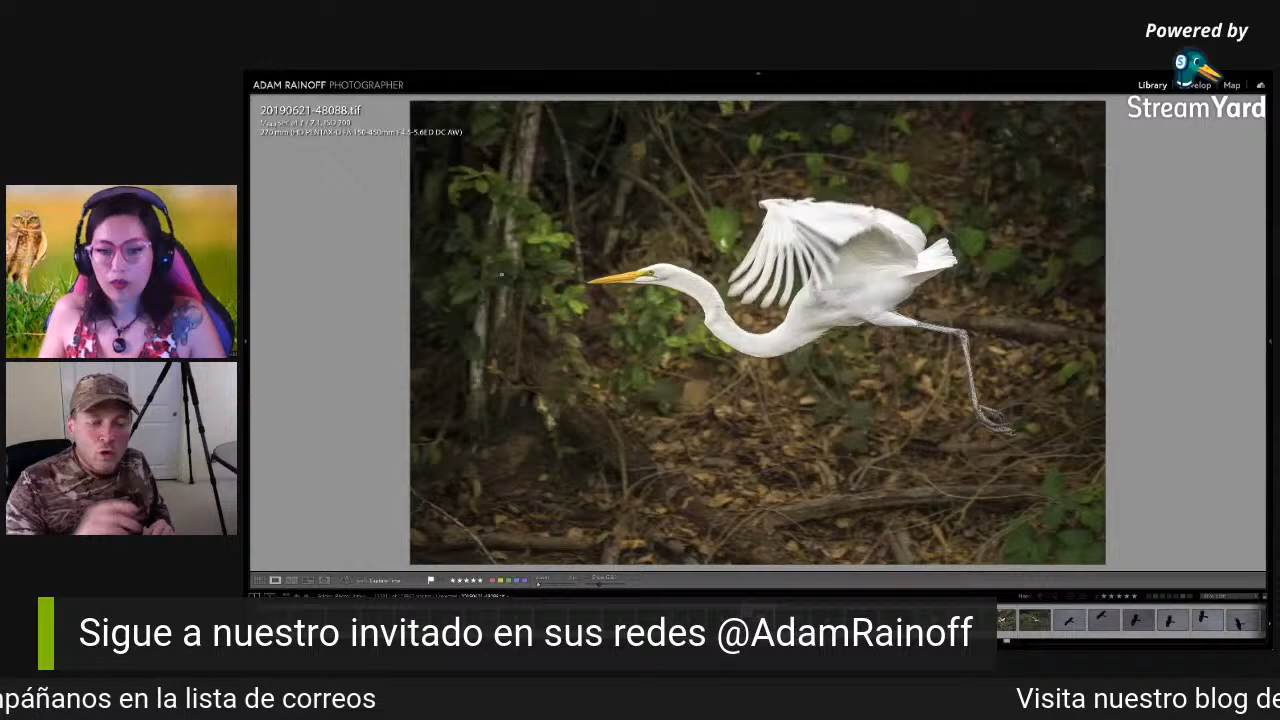 Powered by
StreamYard
ADAM RAINOFF PHOTOGRAPHER
Library
Map
20190621-48088.tif
Sigue a nuestro invitado en sus redes @AdamRainoff
páñanos en la lista de correos
Visita nuestro blog de